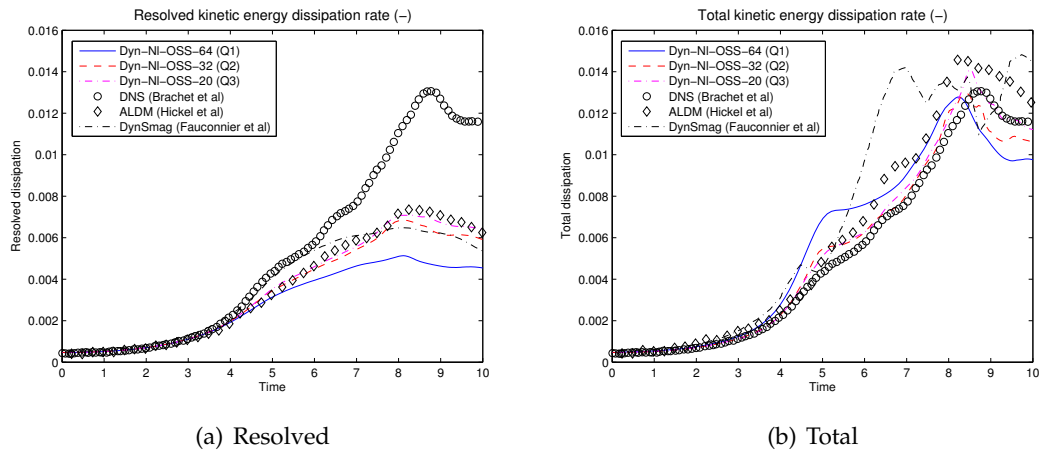 Resolved kinetic energy dissipation rate (−)
0.016
0.014
0.012
0.01
0.008
0.006
0.004
0.002
0
Resolved dissipation
Dyn−NI−OSS−64 (Q1)
Dyn−NI−OSS−32 (Q2)
Dyn−NI−OSS−20 (Q3)
DNS (Brachet et al)
ALDM (Hickel et al)
DynSmag (Fauconnier et al)
0 1 2 3 4 5 6 7 8 9 10
Time
(a) Resolved
Total kinetic energy dissipation rate (−)
0.016
0.014
0.012
0.01
0.008
0.006
0.004
0.002
0
Total dissipation
Dyn−NI−OSS−64 (Q1)
Dyn−NI−OSS−32 (Q2)
Dyn−NI−OSS−20 (Q3)
DNS (Brachet et al)
ALDM (Hickel et al)
DynSmag (Fauconnier et al)
0 1 2 3 4 5 6 7 8 9 10
Time
(b) Total